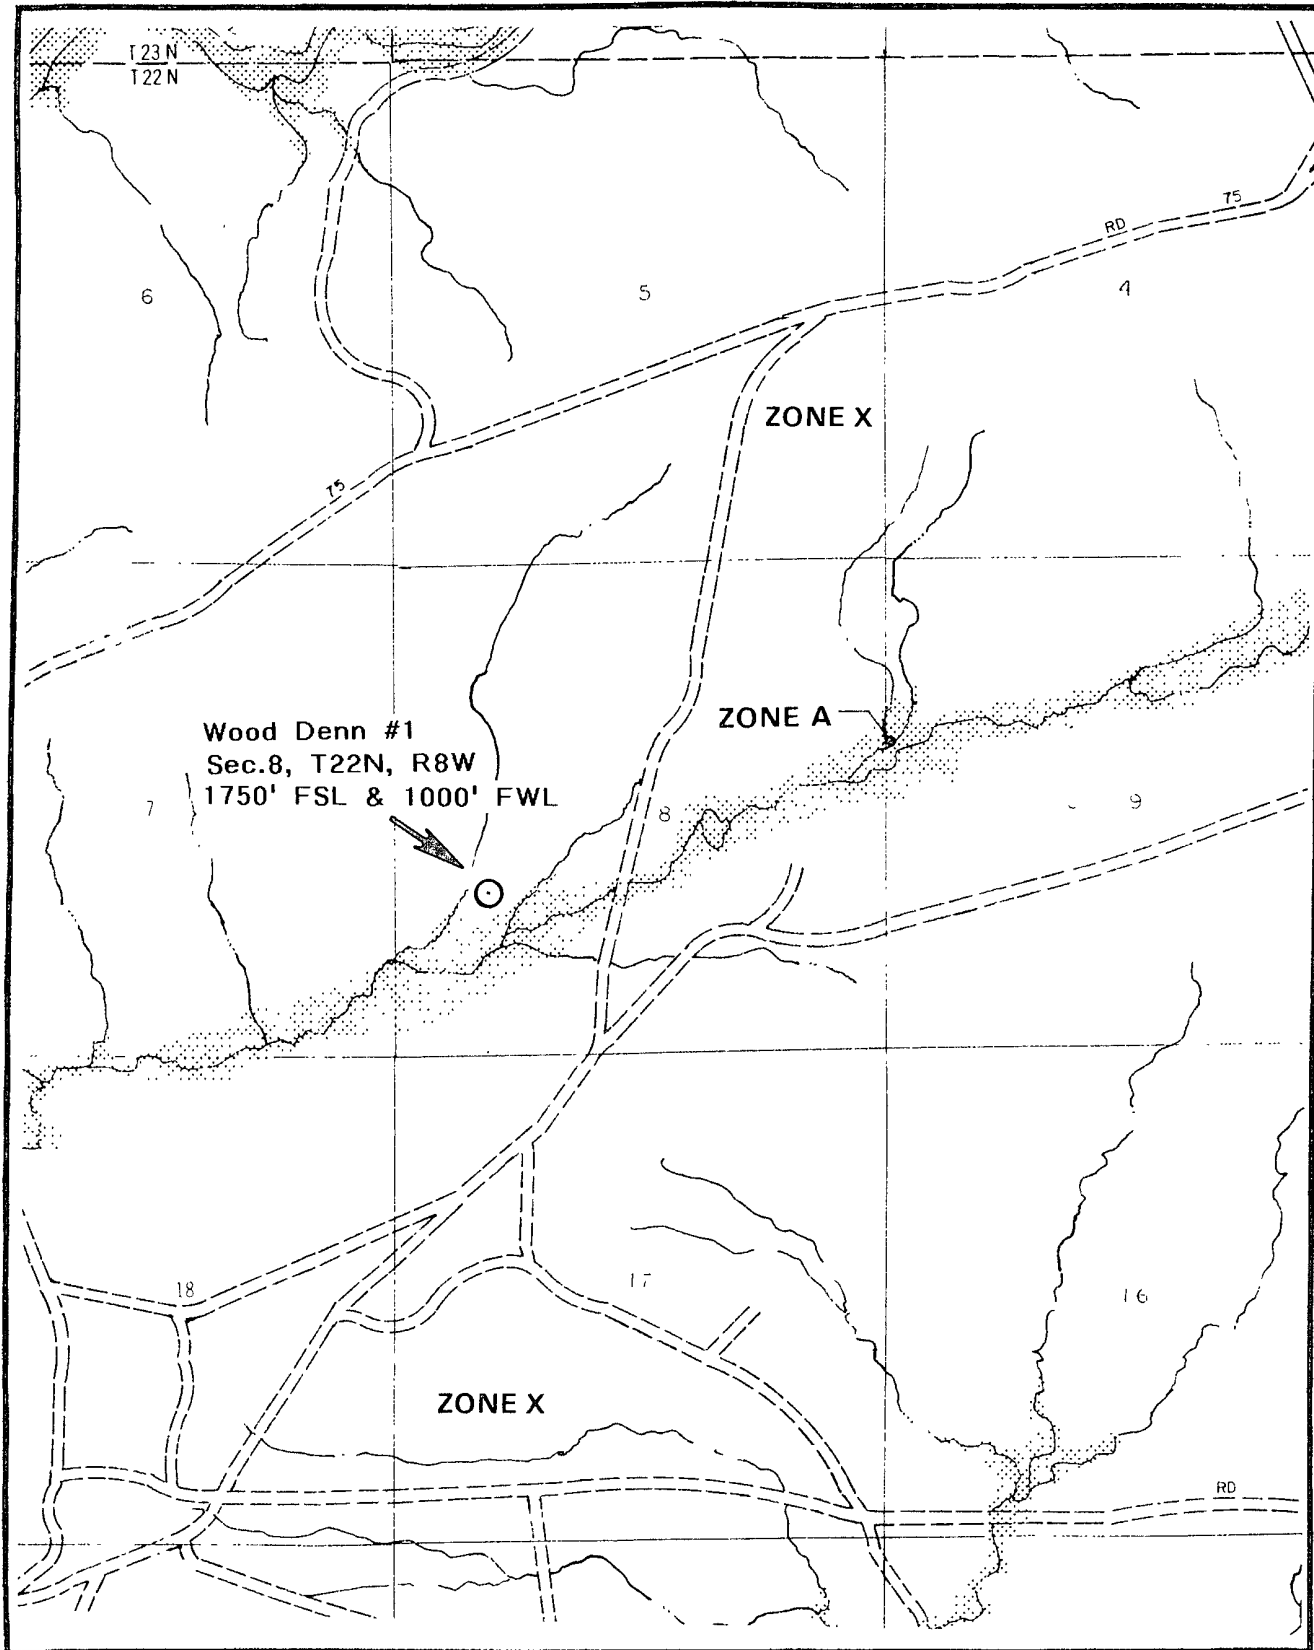 T23N
T22N
75
RD
6
5
4
ZONE X
75
ZONE A
Wood Denn #1
Sec.8, T22N, R8W
1750' FSL & 1000' FWL
7
8
9
18
17
16
ZONE X
RD